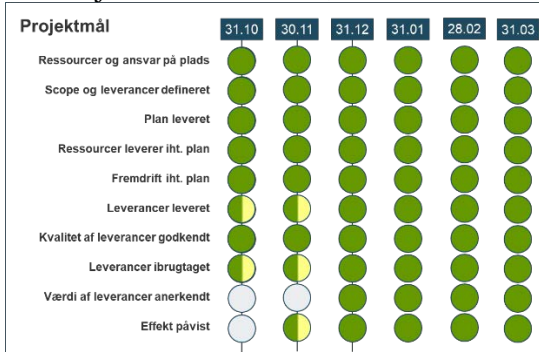 Projektmål
31.10 30.11 31.12 31.01 28.02 31.03
Ressourcer og ansvar på plads
Scope og leverancer defineret
Plan leveret
Ressourcer leverer iht. plan
Fremdrift iht. plan
Leverancer leveret
Kvalitet af leverancer godkendt
Leverancer ibrugtaget
Værdi af leverancer anerkendt
Effekt påvist